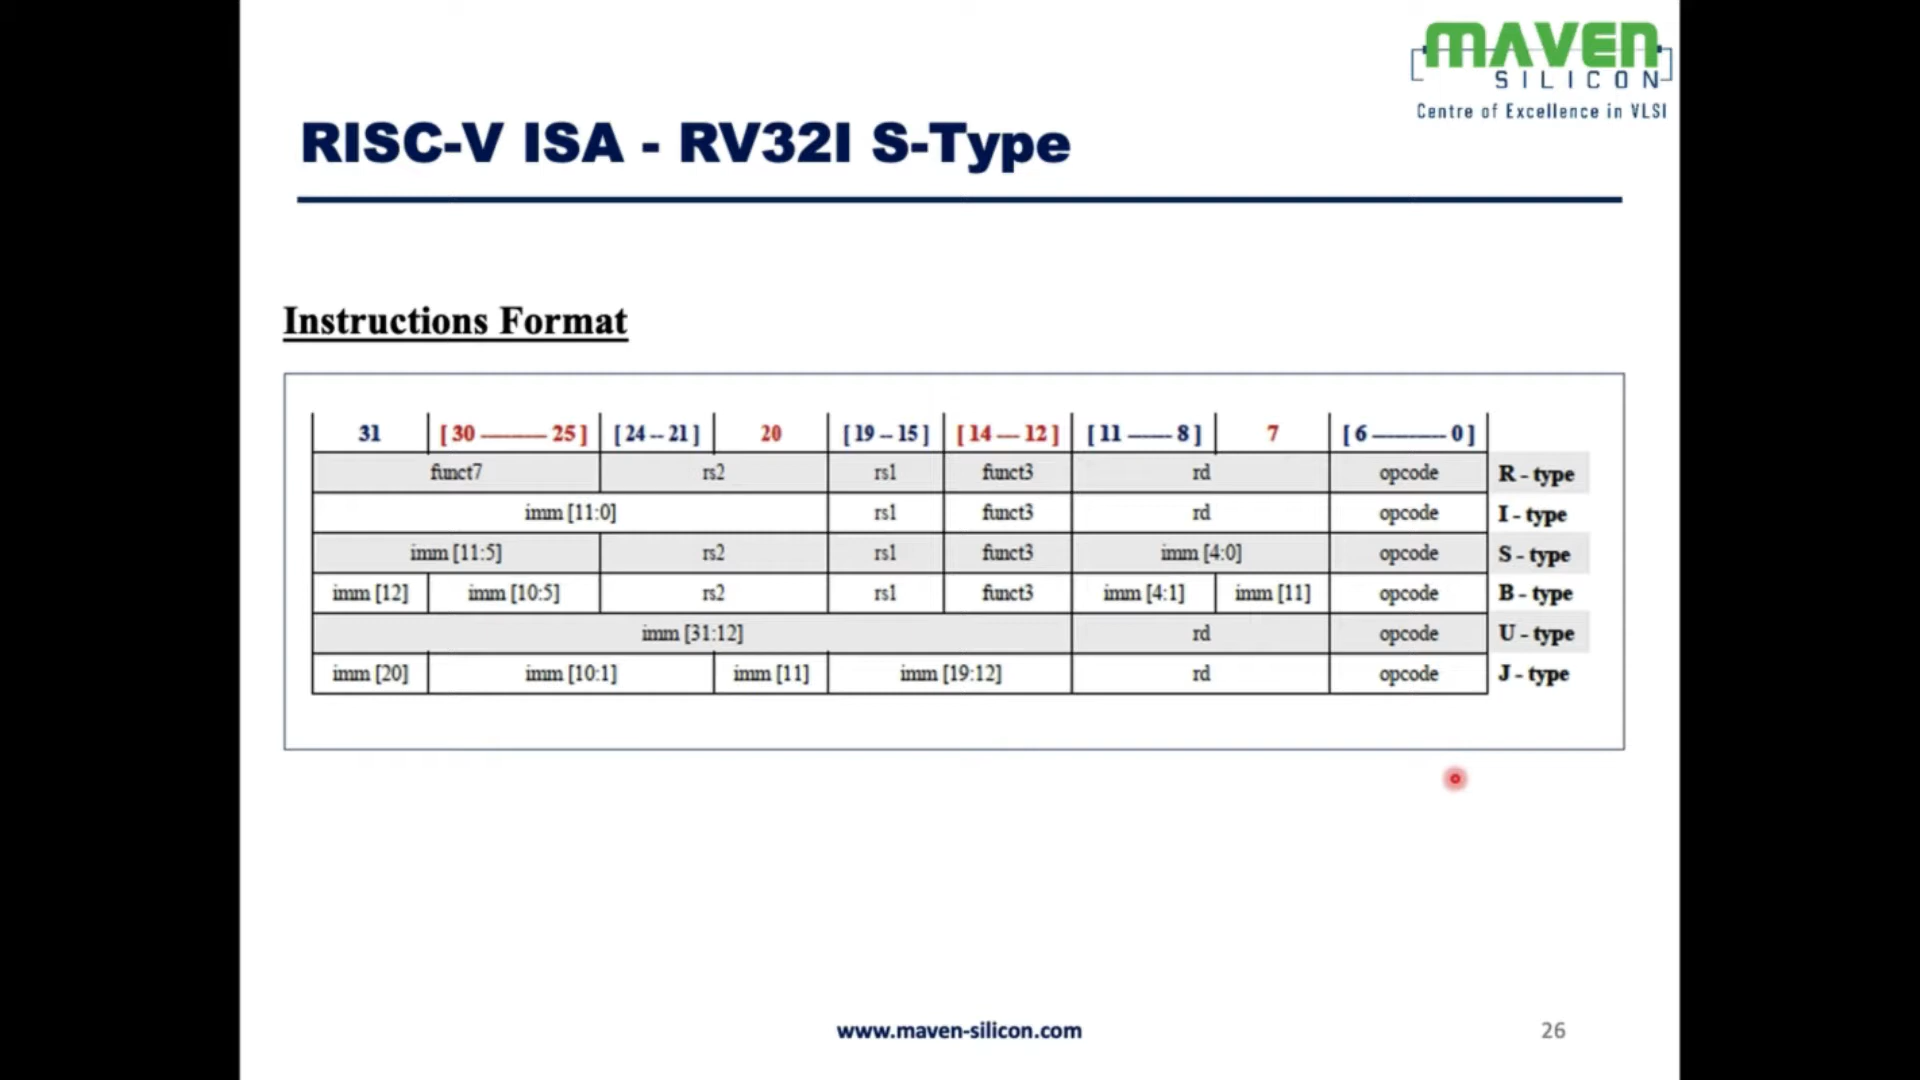 MAVEN
SILICON
Centre of Excellence in VLSI
RISC-V ISA - RV32I S-Type
Instructions Format
31 [ 30 ——— 25 ] [ 24 -- 21 ] 20 [ 19 -- 15 ] [ 14 — 12 ] [ 11 —— 8 ] 7 [ 6 ——— 0 ]
funct7 rs2 rs1 funct3 rd opcode R - type
imm [11:0] rs1 funct3 rd opcode I - type
imm [11:5] rs2 rs1 funct3 imm [4:0] opcode S - type
imm [12] imm [10:5] rs2 rs1 funct3 imm [4:1] imm [11] opcode B - type
imm [31:12] rd opcode U - type
imm [20] imm [10:1] imm [11] imm [19:12] rd opcode J - type
www.maven-silicon.com
26